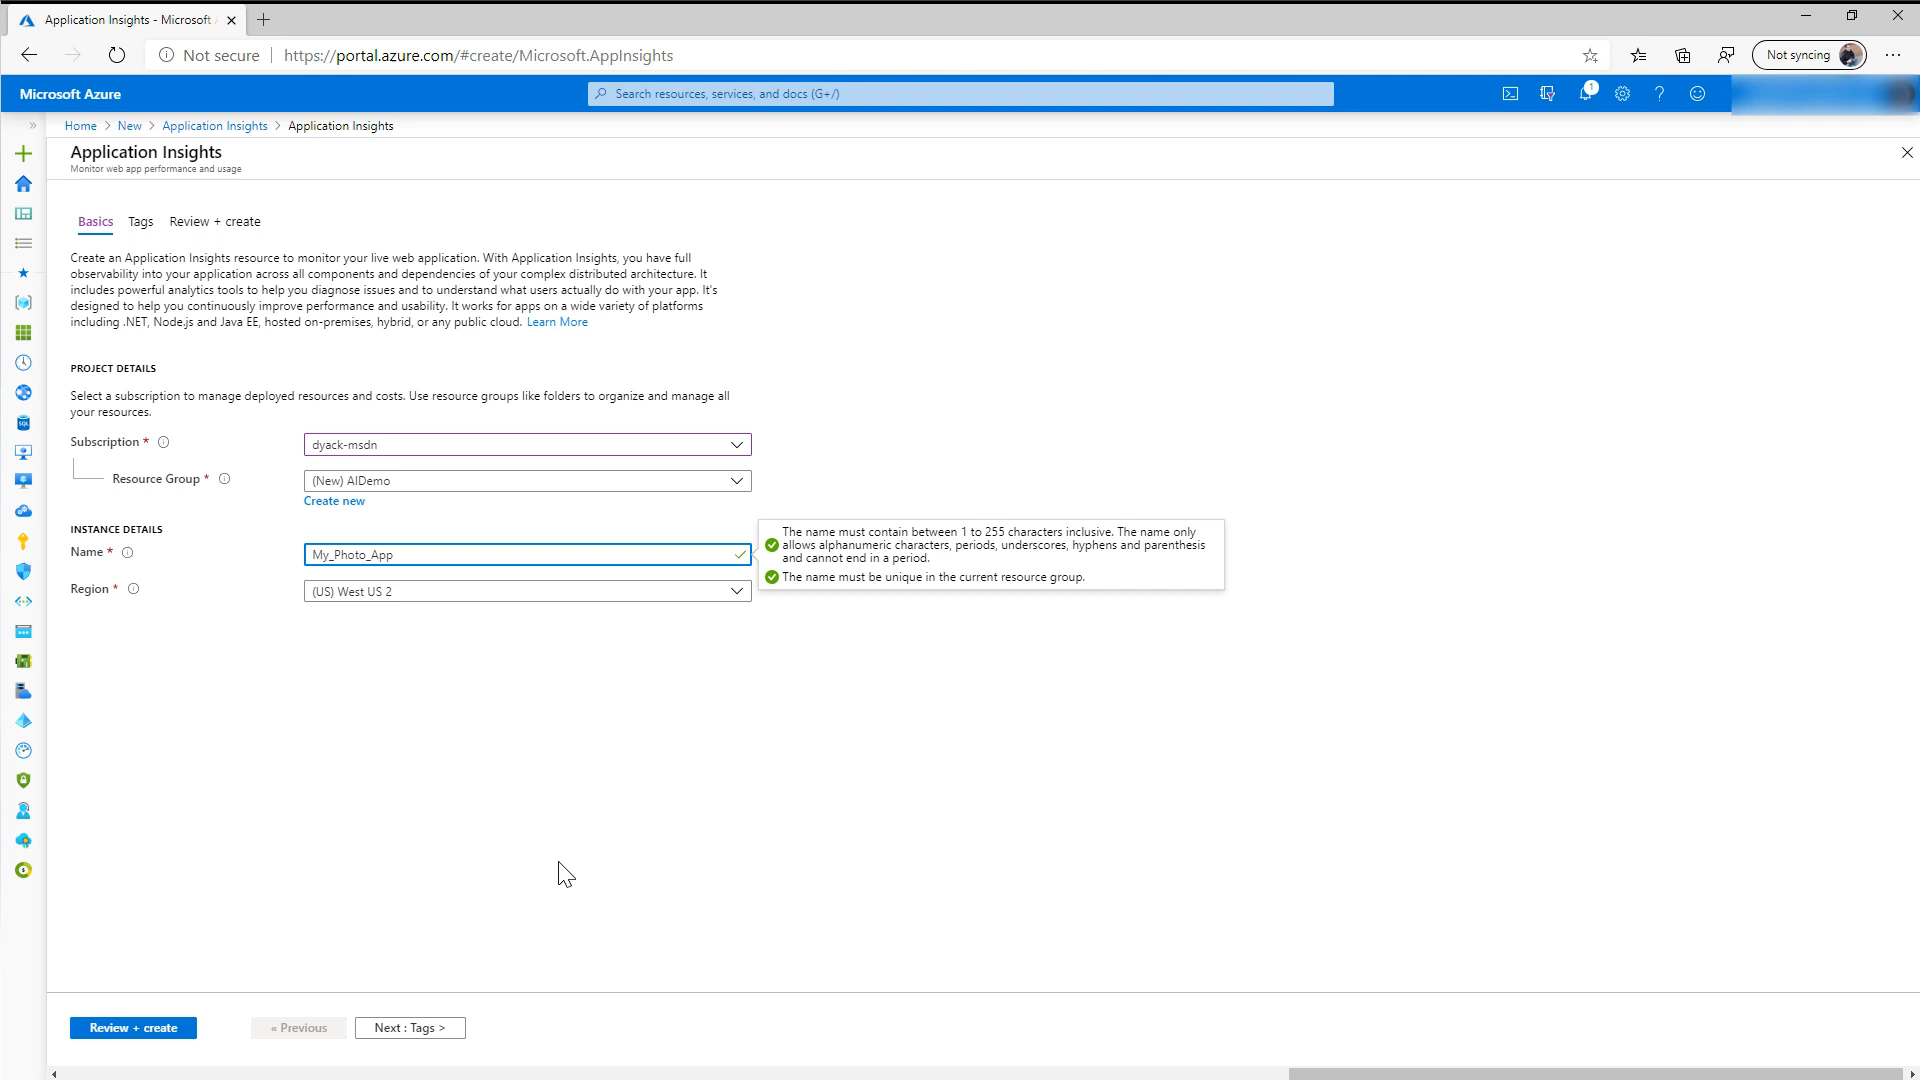 Application Insights - Microsoft
Not secure
https://portal.azure.com/#create/Microsoft.AppInsights
Not syncing
Microsoft Azure
Search resources, services, and docs (G+/)
1
Home > New > Application Insights > Application Insights
Application Insights
Monitor web app performance and usage
Basics Tags Review + create
Create an Application Insights resource to monitor your live web application. With Application Insights, you have full
observability into your application across all components and dependencies of your complex distributed architecture. It
includes powerful analytics tools to help you diagnose issues and to understand what users actually do with your app. It's
designed to help you continuously improve performance and usability. It works for apps on a wide variety of platforms
including .NET, Node.js and Java EE, hosted on-premises, hybrid, or any public cloud. Learn More
PROJECT DETAILS
Select a subscription to manage deployed resources and costs. Use resource groups like folders to organize and manage all
your resources.
Subscription *
dyack-msdn
Resource Group *
(New) AIDemo
Create new
INSTANCE DETAILS
Name *
My_Photo_App
The name must contain between 1 to 255 characters inclusive. The name only
allows alphanumeric characters, periods, underscores, hyphens and parenthesis
and cannot end in a period.
The name must be unique in the current resource group.
Region *
(US) West US 2
Review + create
« Previous
Next : Tags >